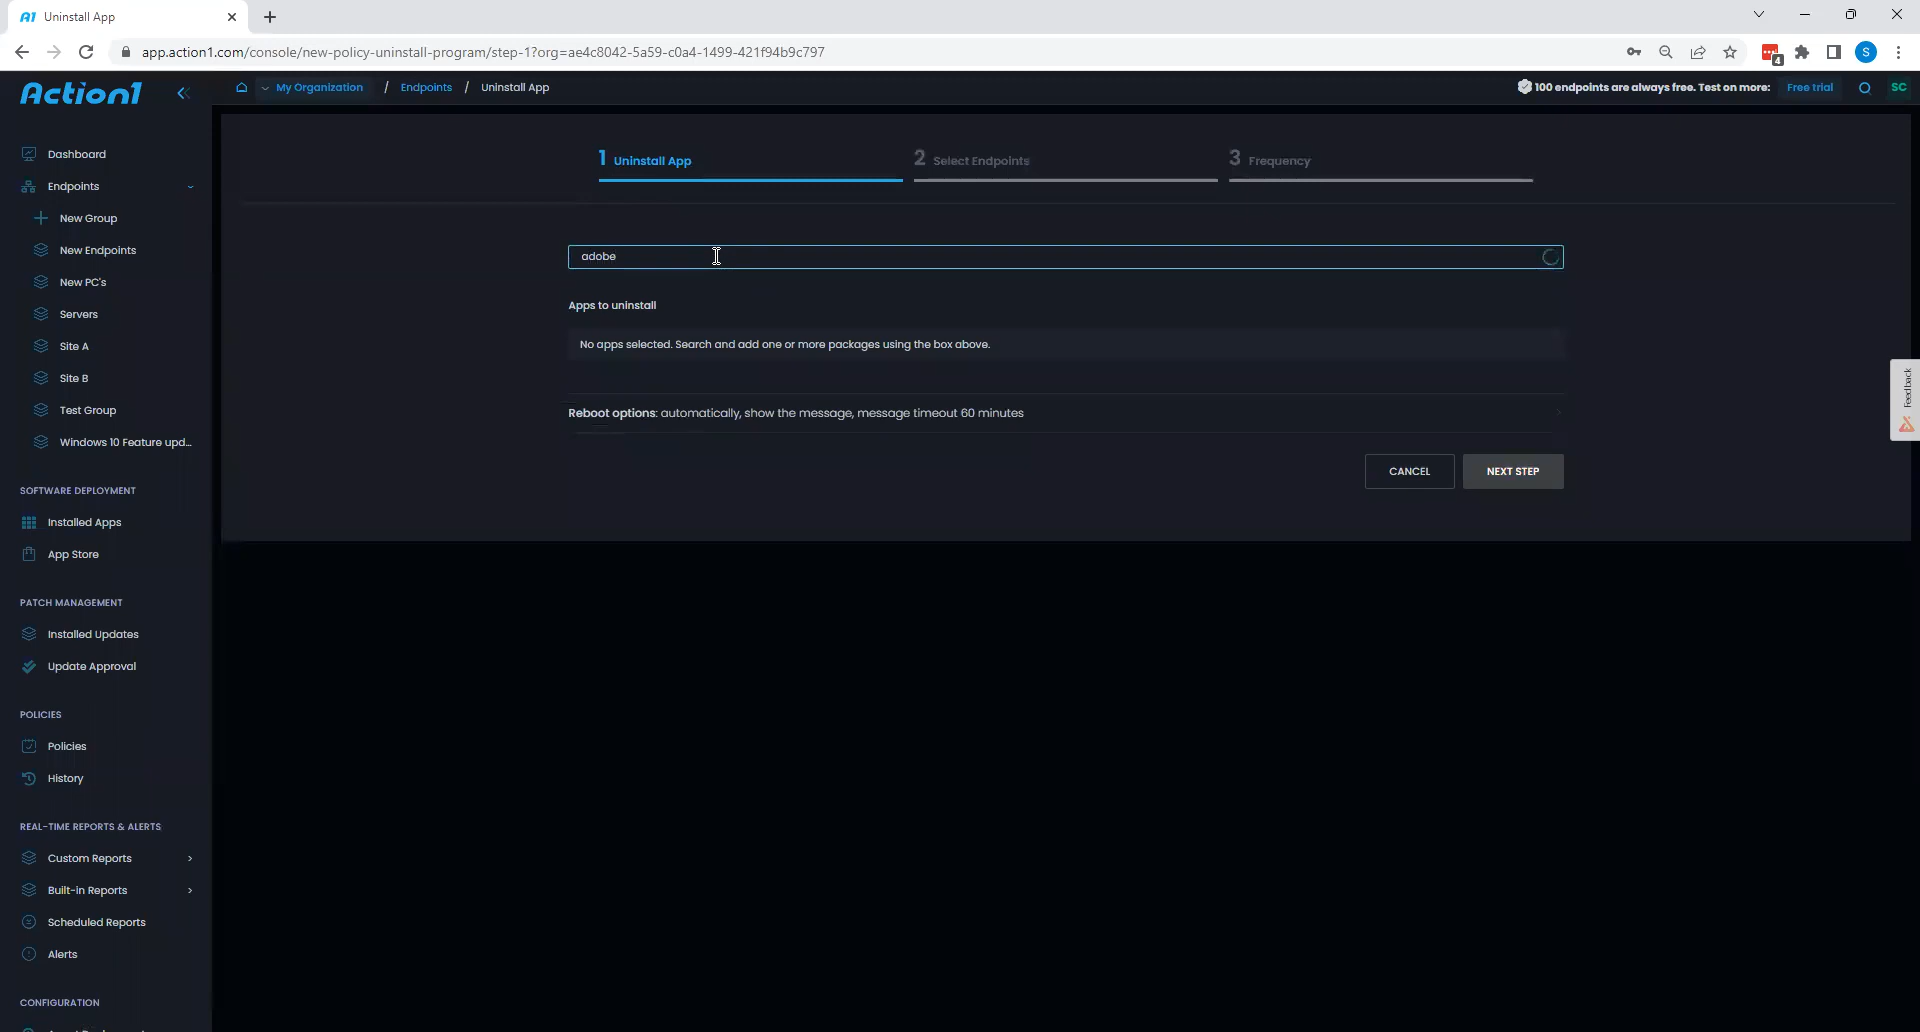 Uninstall App
app.action1.com/console/new-policy-uninstall-program/step-1?org=ae4c8042-5a59-c0a4-1499-421f94b9c797
4
S
Action1
My Organization / Endpoints / Uninstall App
100 endpoints are always free. Test on more: Free trial
SC
Dashboard
Endpoints
New Group
New Endpoints
New PC's
Servers
Site A
Site B
Test Group
Windows 10 Feature upd...
SOFTWARE DEPLOYMENT
Installed Apps
App Store
PATCH MANAGEMENT
Installed Updates
Update Approval
POLICIES
Policies
History
REAL-TIME REPORTS & ALERTS
Custom Reports
Built-in Reports
Scheduled Reports
Alerts
CONFIGURATION
1 Uninstall App
2 Select Endpoints
3 Frequency
adobe
Apps to uninstall
No apps selected. Search and add one or more packages using the box above.
Reboot options: automatically, show the message, message timeout 60 minutes
CANCEL
NEXT STEP
Feedback